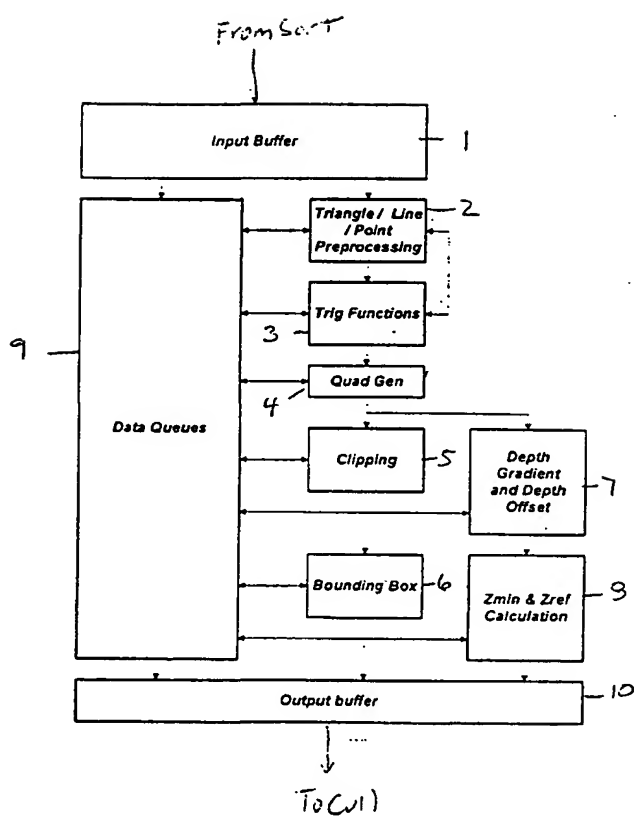 From Sort
Input Buffer
1
Triangle / Line
/ Point
Preprocessing
2
Trig Functions
3
9
Quad Gen
4
Data Queues
Clipping
5
Depth
Gradient
and Depth
Offset
7
Bounding Box
6
Zmin & Zref
Calculation
8
Output buffer
10
To Cull